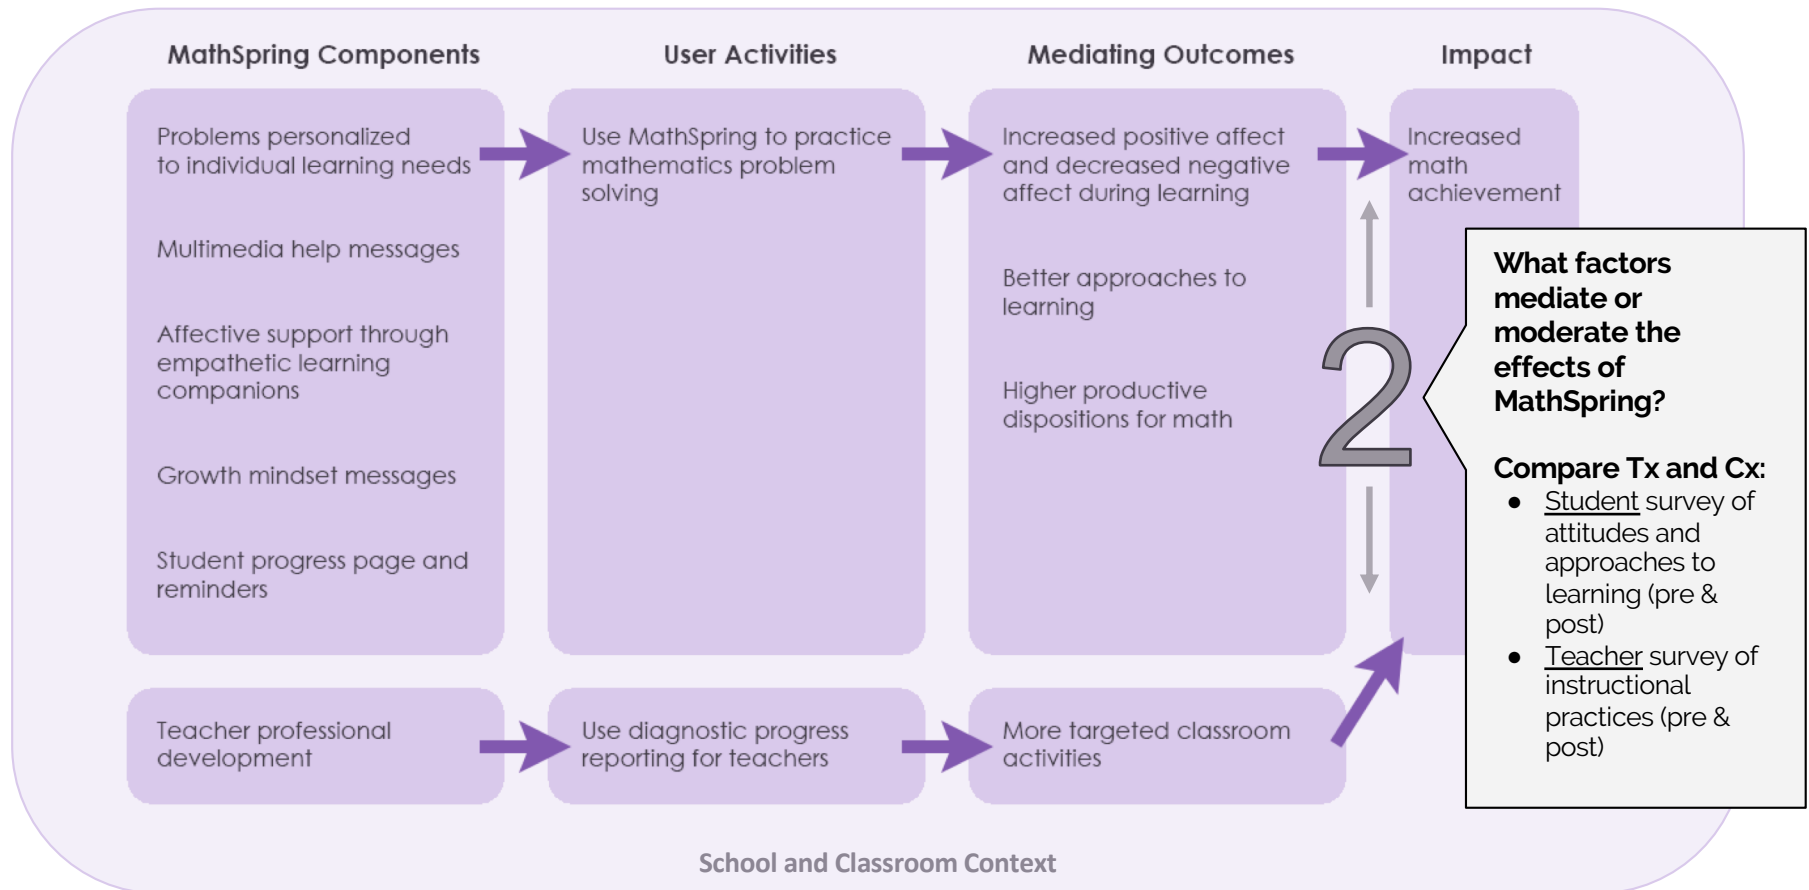 MathSpring Components
Problems personalized
to individual learning needs
Multimedia help messages
Affective support through
empathetic learning
companions
Growth mindset messages
Student progress page and
reminders
Teacher professional
development
User Activities
Use MathSpring to practice
mathematics problem
solving
Use diagnostic progress
reporting for teachers
Mediating Outcomes
Increased positive affect
and decreased negative
affect during learning
Better approaches to
learning
Higher productive
dispositions for math
More targeted classroom
activities
Impact
Increased
math
achievement
2
What factors
mediate or
moderate the
effects of
MathSpring?
Compare Tx and Cx:
● Student survey of
attitudes and
approaches to
learning (pre &
post)
● Teacher survey of
instructional
practices (pre &
post)
School and Classroom Context